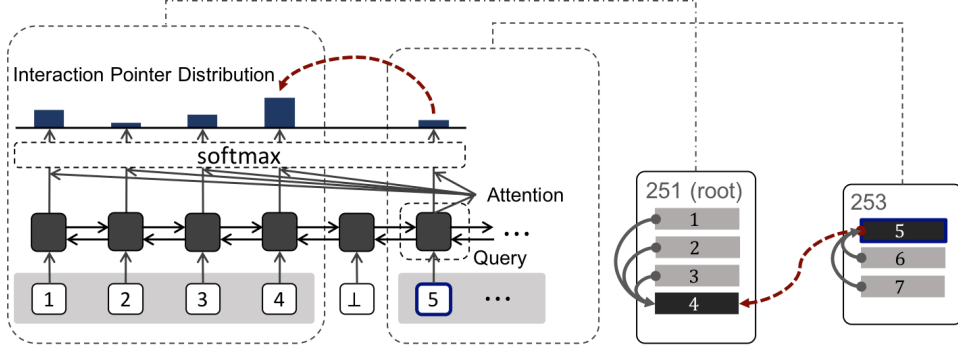 Interaction Pointer Distribution
softmax
Attention
Query
...
1 2 3 4 ⊥ 5 ...
251 (root)
1
2
3
4
253
5
6
7